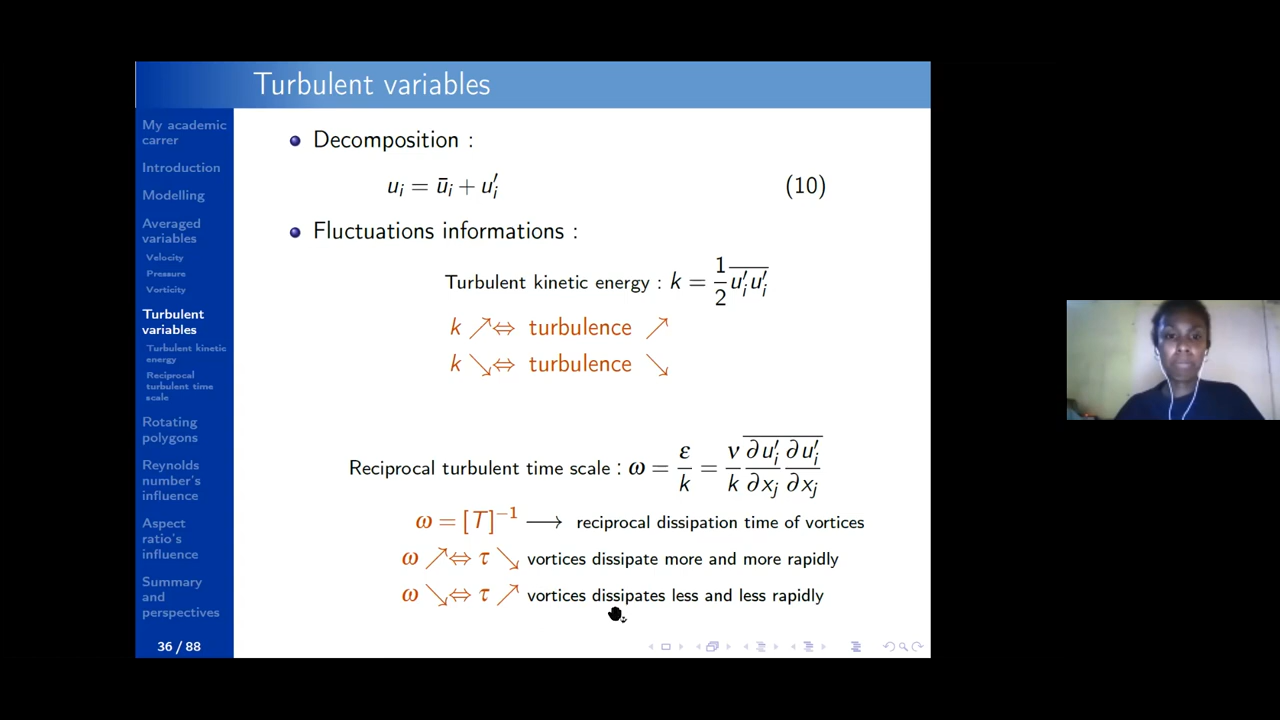 Turbulent variables
My academic
carrer
Introduction
Modelling
Averaged
variables
Velocity
Pressure
Vorticity
Turbulent
variables
Turbulent kinetic
energy
Reciprocal
turbulent time
scale
Rotating
polygons
Reynolds
number's
influence
Aspect
ratio's
influence
Summary
and
perspectives
36 / 88
Decomposition :
u_i = ū_i + u′_i (10)
Fluctuations informations :
Turbulent kinetic energy : k = 1/2 \overline{u′_i u′_i}
k ↗⇔ turbulence ↗
k ↘⇔ turbulence ↘
Reciprocal turbulent time scale : ω = ε/k = ν/k \overline{∂u′_i/∂x_j ∂u′_i/∂x_j}
ω = [T]⁻¹ ⟶ reciprocal dissipation time of vortices
ω ↗⇔ τ ↘ vortices dissipate more and more rapidly
ω ↘⇔ τ ↗ vortices dissipates less and less rapidly